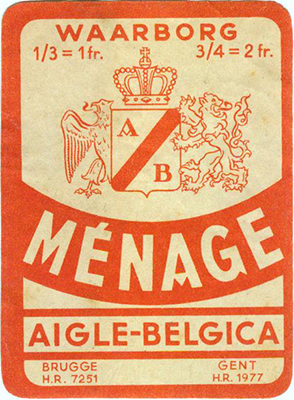 WAARBORG
1/3 = 1fr. 3/4 = 2 fr.
A
B
MÉNAGE
AIGLE-BELGICA
BRUGGE GENT
H.R. 7251 H.R. 1977